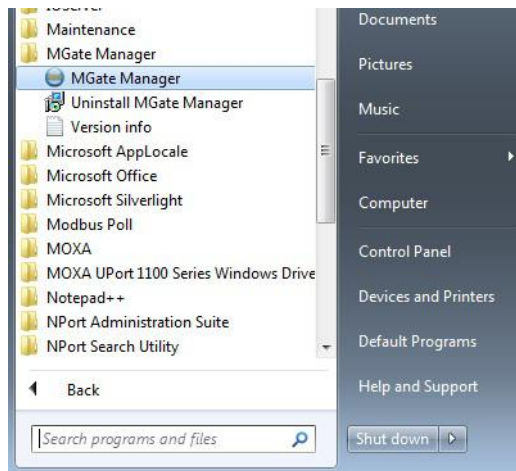 Maintenance
MGate Manager
MGate Manager
Uninstall MGate Manager
Version info
Microsoft AppLocale
Microsoft Office
Microsoft Silverlight
Modbus Poll
MOXA
MOXA UPort 1100 Series Windows Drive
Notepad++
NPort Administration Suite
NPort Search Utility
Back
Search programs and files
Documents
Pictures
Music
Favorites
Computer
Control Panel
Devices and Printers
Default Programs
Help and Support
Shut down